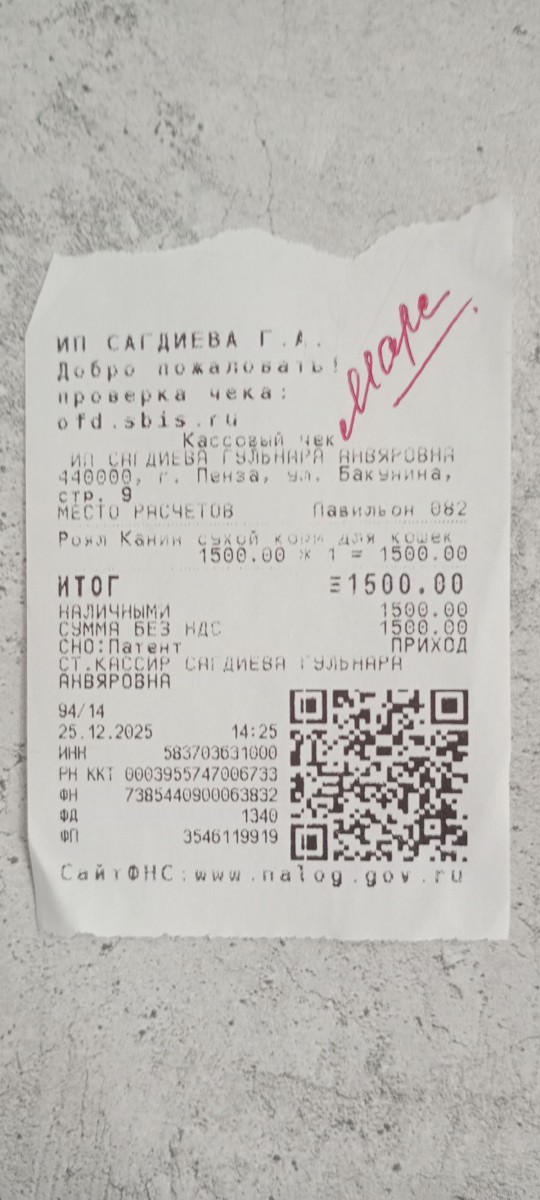 ИП САГДИЕВА Г.А.
Добро пожаловать!
проверка чека:
ofd.sbis.ru
Кассовый чек
ИП САГДИЕВА ГУЛЬНАРА АНВЯРОВНА
440000, г. Пенза, ул. Бакунина,
стр. 9
МЕСТО РАСЧЕТОВ Павильон 082
Роял Канин сухой корм для кошек
1500.00 * 1 = 1500.00
ИТОГ ≡1500.00
НАЛИЧНЫМИ 1500.00
СУММА БЕЗ НДС 1500.00
СНО:Патент ПРИХОД
СТ.КАССИР САГДИЕВА ГУЛЬНАРА
АНВЯРОВНА
94/14
25.12.2025 14:25
ИНН 583703631000
РН ККТ 0003955747006733
ФН 7385440900063832
ФД 1340
ФП 3546119919
СайтФНС:www.nalog.gov.ru